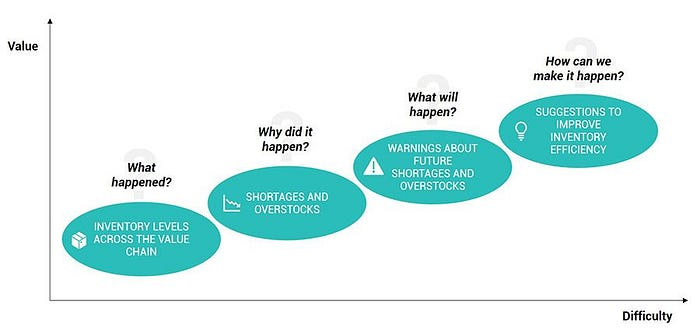 Value
How can we
make it happen?
SUGGESTIONS TO
IMPROVE
INVENTORY
EFFICIENCY
What will
happen?
WARNINGS ABOUT
FUTURE
SHORTAGES AND
OVERSTOCKS
Why did it
happen?
SHORTAGES AND
OVERSTOCKS
What
happened?
INVENTORY LEVELS
ACROSS THE VALUE
CHAIN
Difficulty